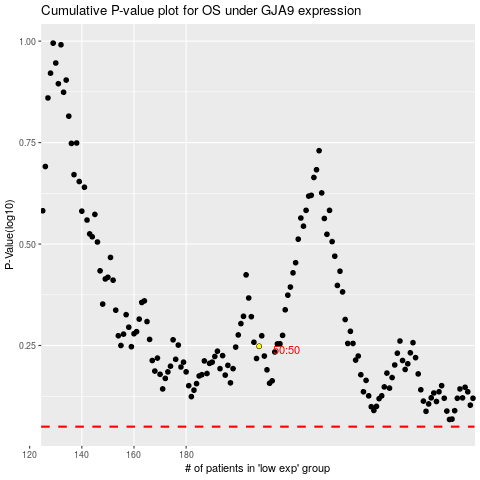 Cumulative P-value plot for OS under GJA9 expression
P-Value(log10)
1.00
0.75
0.50
0.25
50:50
120 140 160 180
# of patients in 'low exp' group